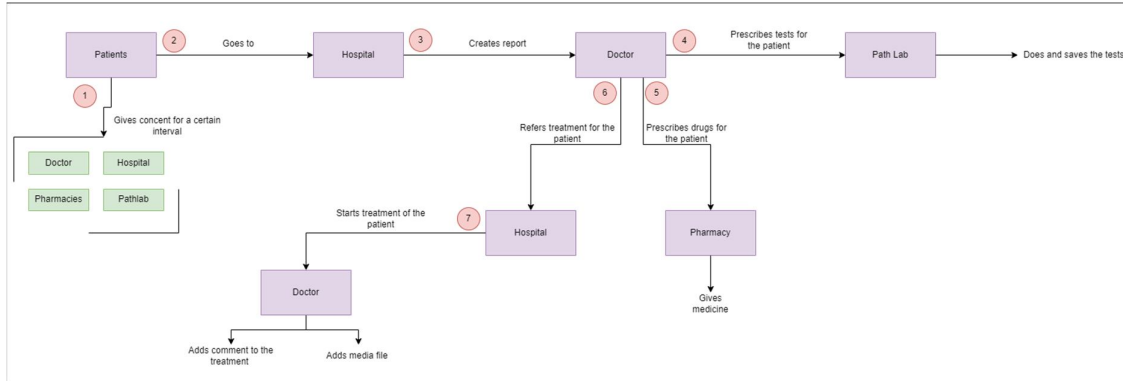 Patients
2
Goes to
Hospital
3
Creates report
Doctor
4
Prescribes tests for
the patient
Path Lab
Does and saves the tests
1
Gives concent for a certain
interval
Doctor
Hospital
Pharmacies
Pathlab
6
5
Refers treatment for the
patient
Prescribes drugs for
the patient
Starts treatment of the
patient
7
Hospital
Pharmacy
Doctor
Gives
medicine
Adds comment to the
treatment
Adds media file